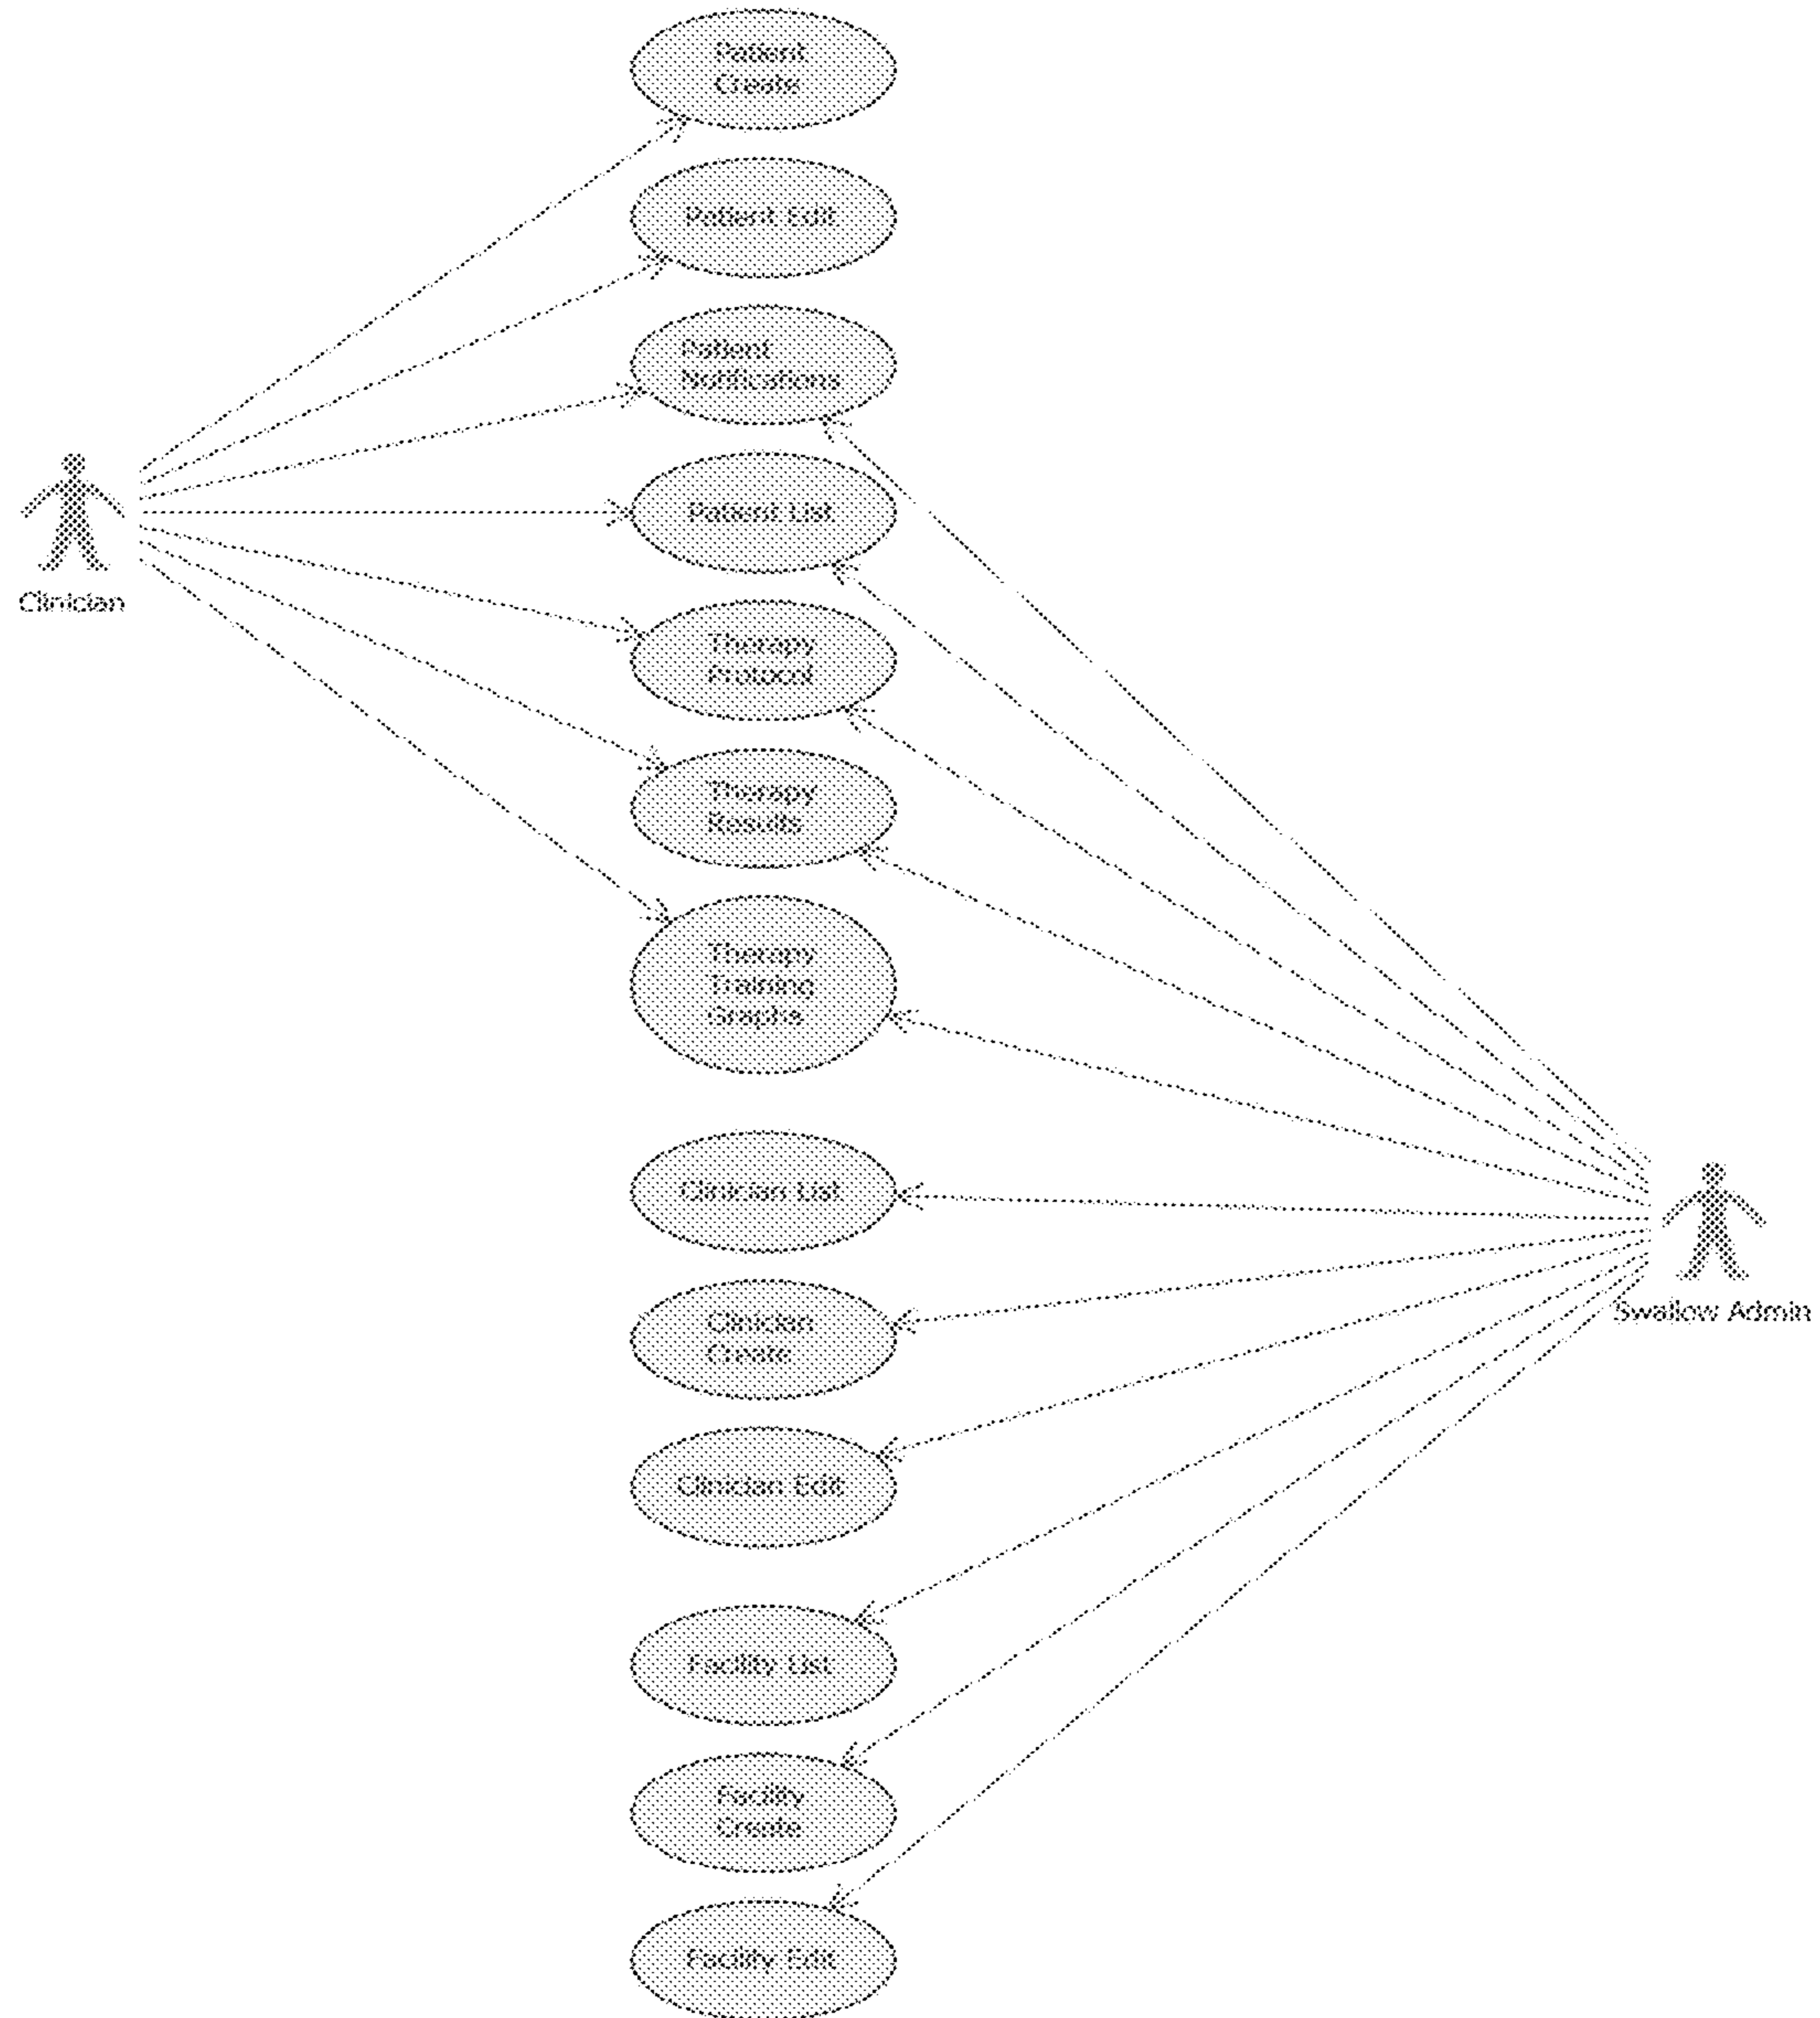 Patient
Create
Patient Edit
Patient
Notifications
Patient List
Clinician
Therapy
Protocol
Therapy
Results
Therapy
Training
Graphs
Clinician List
Clinician
Create
Swallow Admin
Clinician Edit
Facility List
Facility
Create
Facility Edit